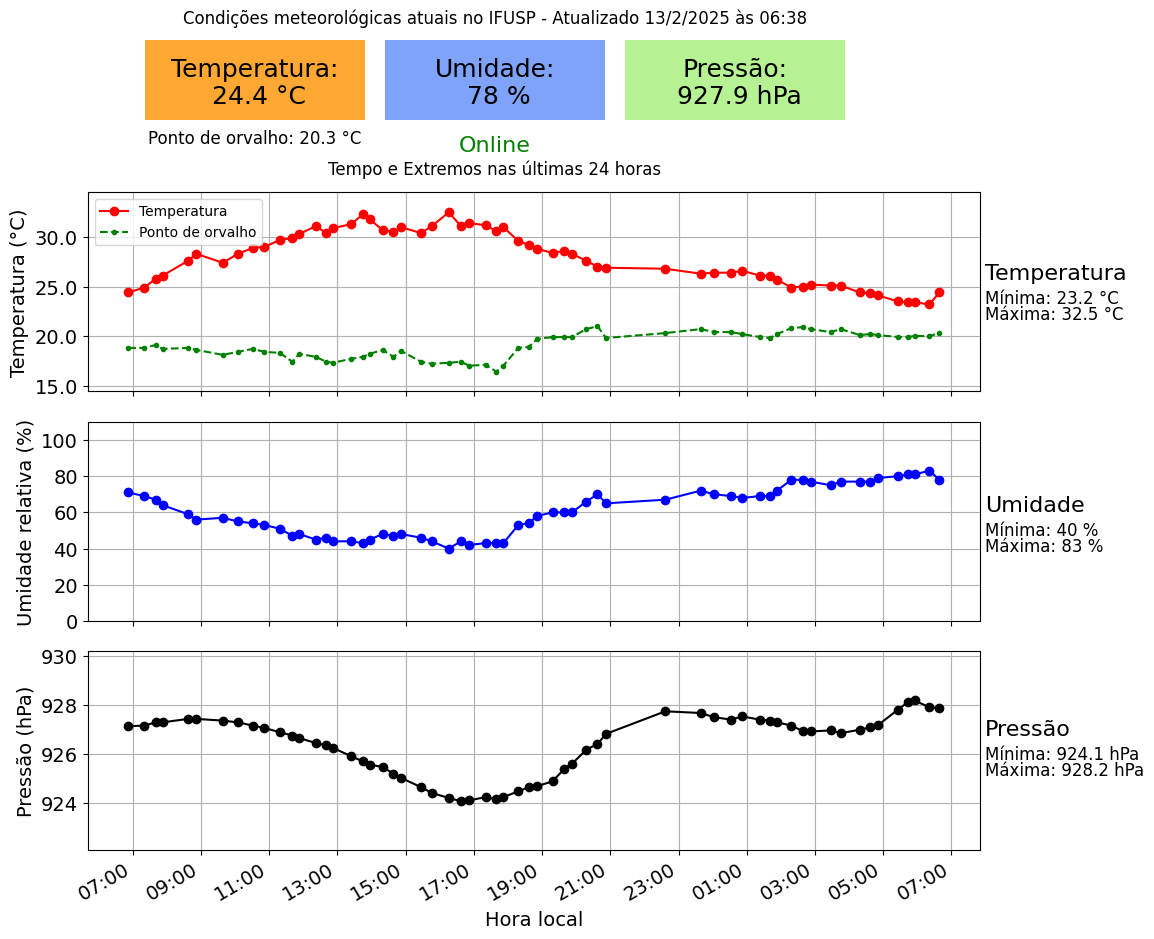 Condições meteorológicas atuais no IFUSP - Atualizado 13/2/2025 às 06:38
Temperatura:
24.4 °C
Umidade:
78 %
Pressão:
927.9 hPa
Ponto de orvalho: 20.3 °C
Online
Tempo e Extremos nas últimas 24 horas
Temperatura (°C)
30.0
25.0
20.0
15.0
Temperatura
Ponto de orvalho
Temperatura
Mínima: 23.2 °C
Máxima: 32.5 °C
Umidade relativa (%)
100
80
60
40
20
0
Umidade
Mínima: 40 %
Máxima: 83 %
Pressão (hPa)
930
928
926
924
Pressão
Mínima: 924.1 hPa
Máxima: 928.2 hPa
07:00 09:00 11:00 13:00 15:00 17:00 19:00 21:00 23:00 01:00 03:00 05:00 07:00
Hora local